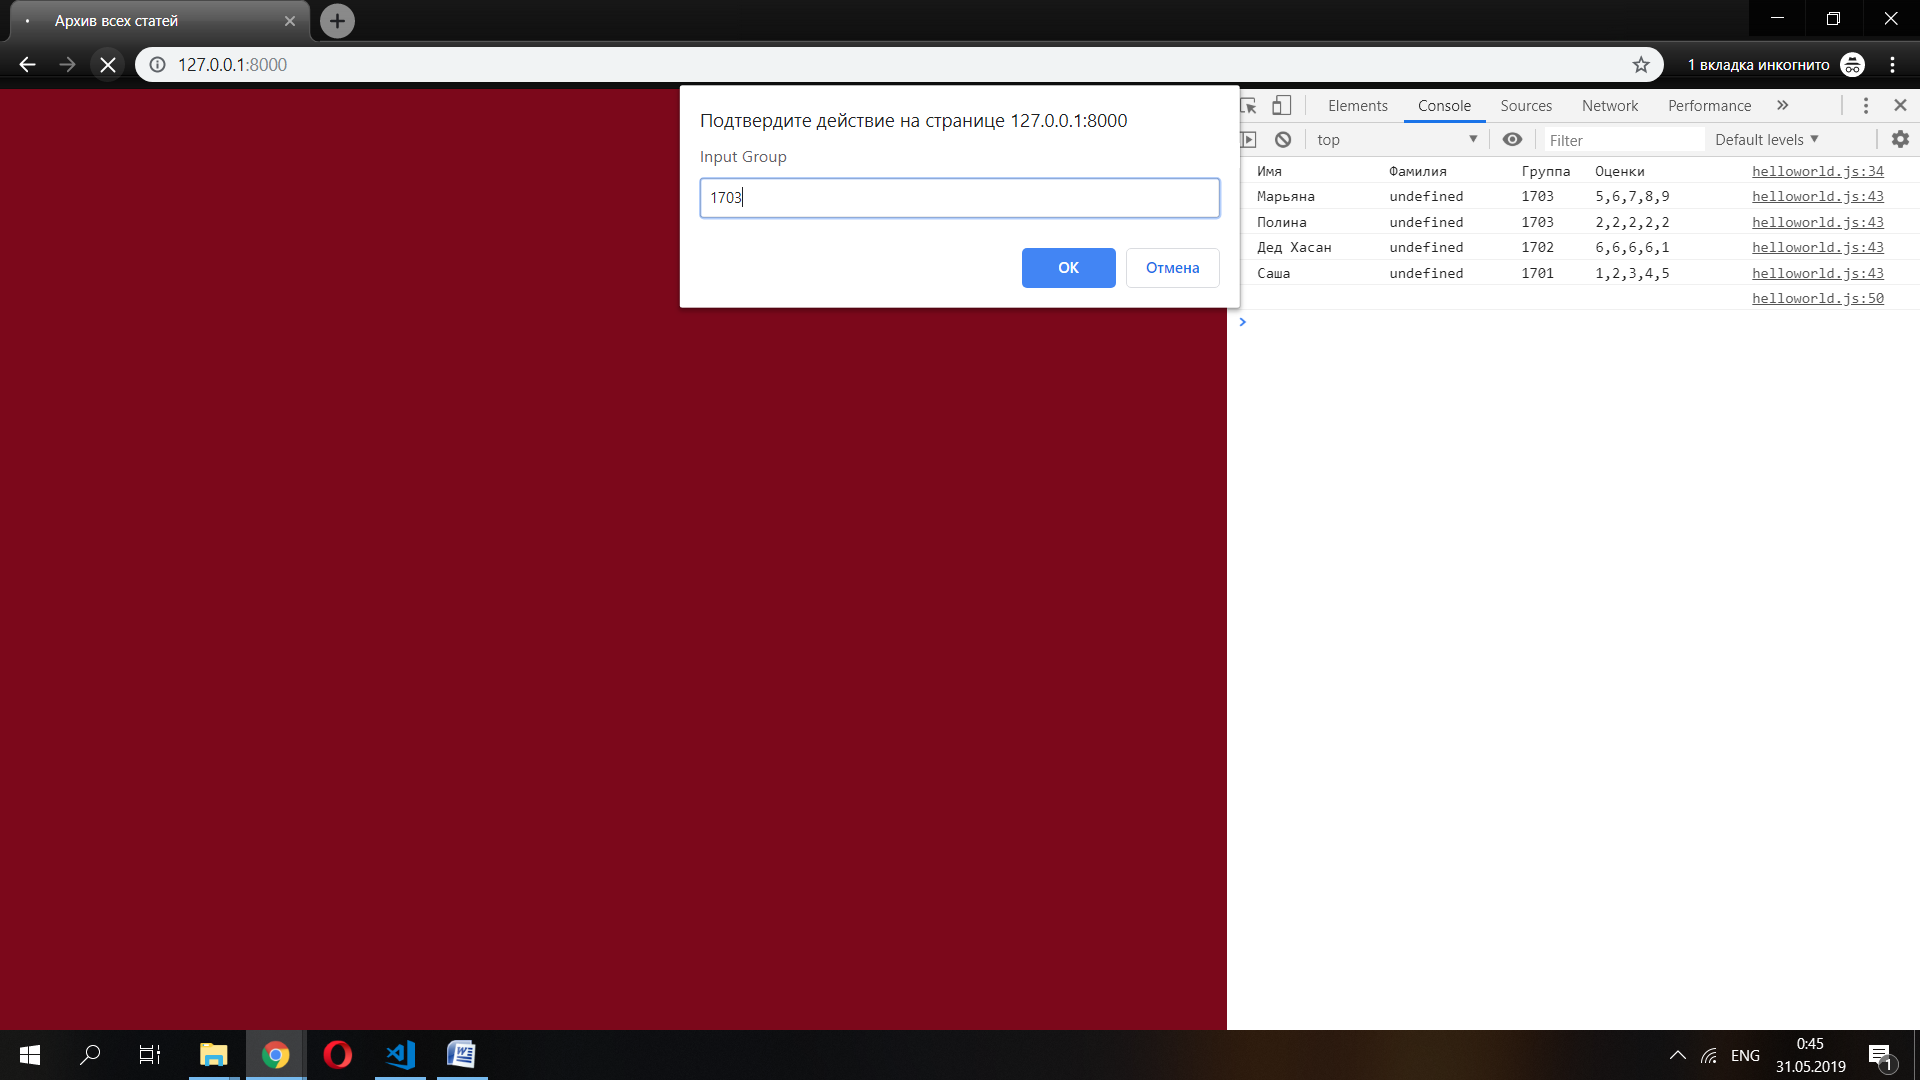 Архив всех статей
127.0.0.1:8000
1 вкладка инкогнито
Подтвердите действие на странице 127.0.0.1:8000
Input Group
1703
OK
Отмена
Elements Console Sources Network Performance
top Filter Default levels
Имя Фамилия Группа Оценки helloworld.js:34
Марьяна undefined 1703 5,6,7,8,9 helloworld.js:43
Полина undefined 1703 2,2,2,2,2 helloworld.js:43
Дед Хасан undefined 1702 6,6,6,6,1 helloworld.js:43
Саша undefined 1701 1,2,3,4,5 helloworld.js:43
helloworld.js:50
ENG
0:45
31.05.2019
1